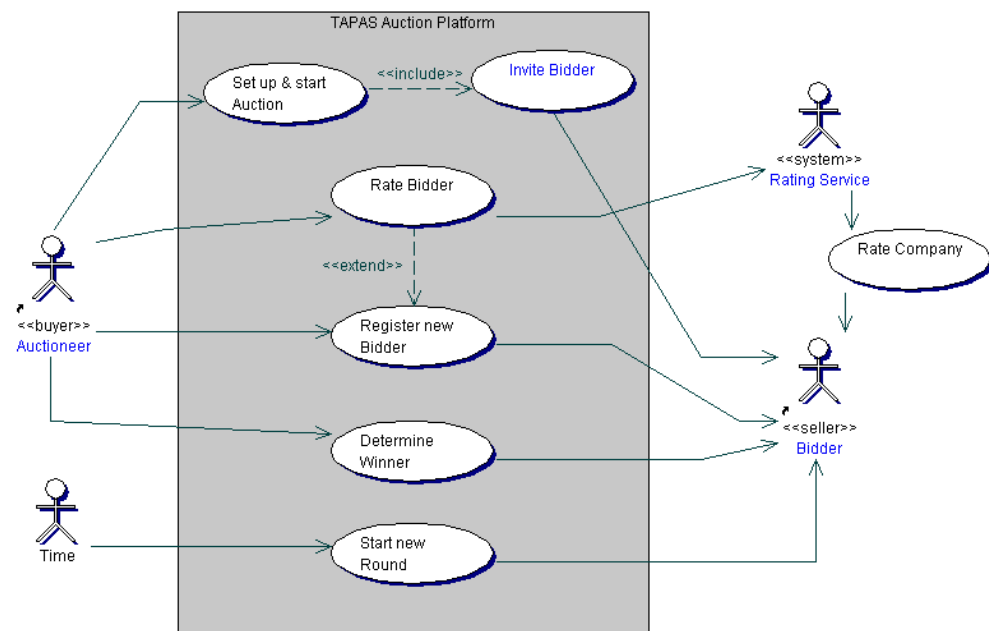 TAPAS Auction Platform
Set up & start
Auction
<<include>>
Invite Bidder
<<system>>
Rating Service
Rate Bidder
<<extend>>
Rate Company
<<buyer>>
Auctioneer
Register new
Bidder
<<seller>>
Bidder
Determine
Winner
Time
Start new
Round